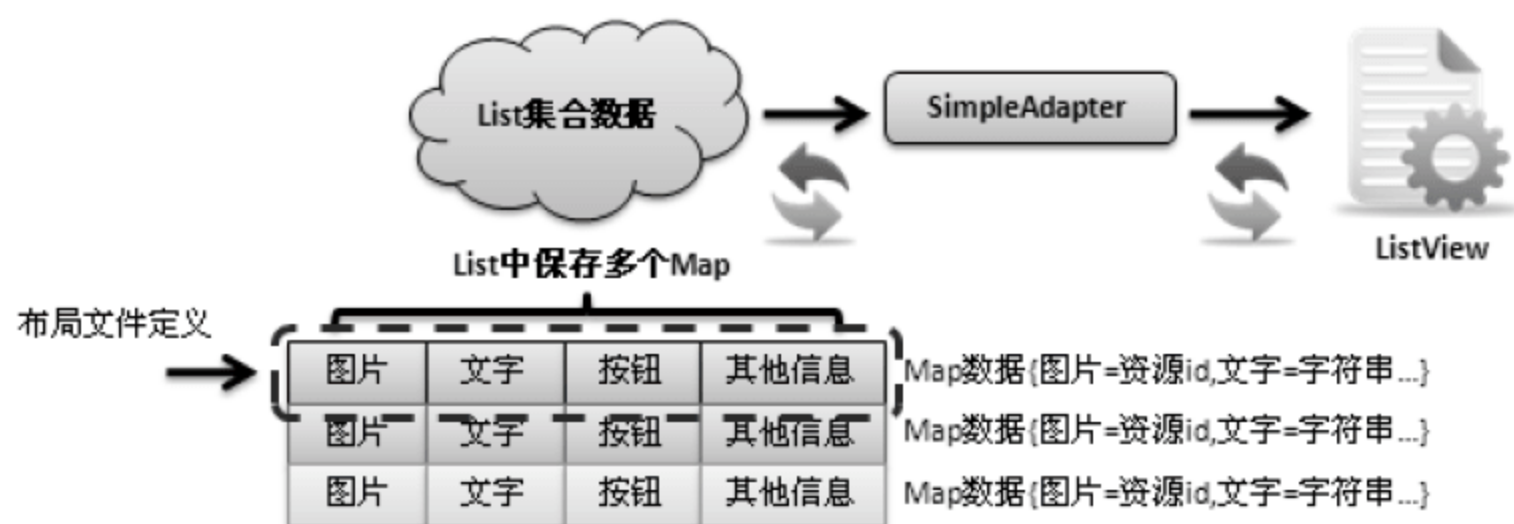 List集合数据
SimpleAdapter
ListView
List中保存多个Map
布局文件定义
图片 文字 按钮 其他信息 Map数据{图片=资源id,文字=字符串...}
图片 文字 按钮 其他信息 Map数据{图片=资源id,文字=字符串...}
图片 文字 按钮 其他信息 Map数据{图片=资源id,文字=字符串...}